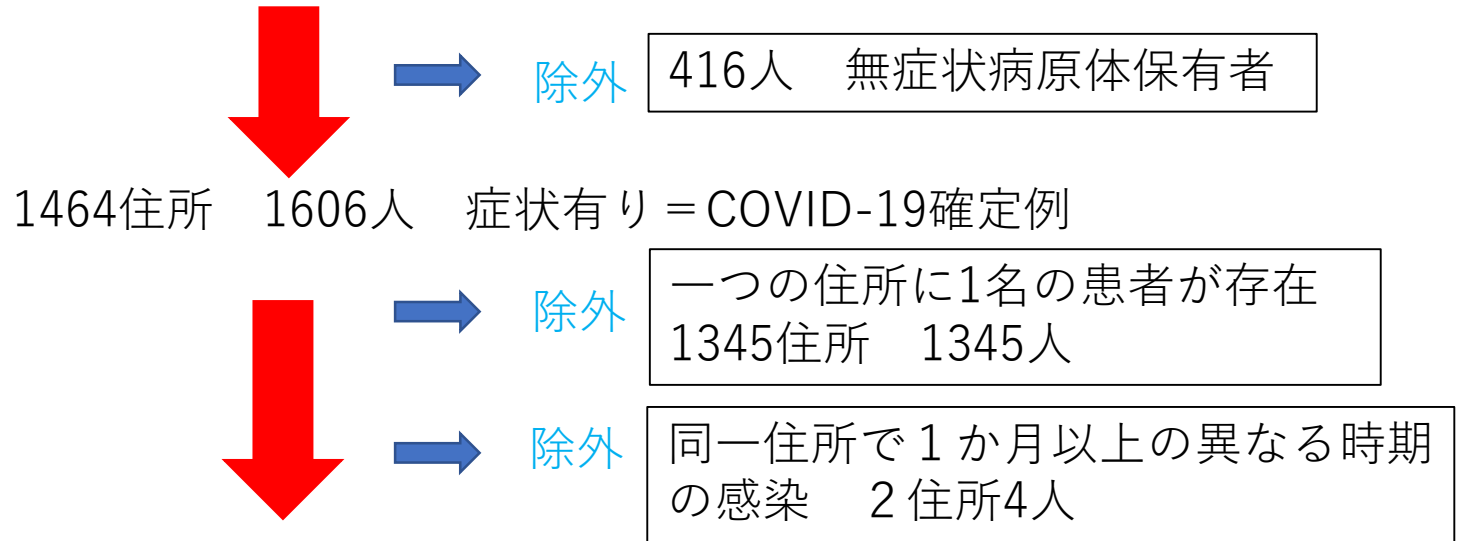 除外 416人　無症状病原体保有者
1464住所　1606人　症状有り＝COVID-19確定例
除外
一つの住所に1名の患者が存在
1345住所　1345人
除外
同一住所で１か月以上の異なる時期
の感染　２住所4人